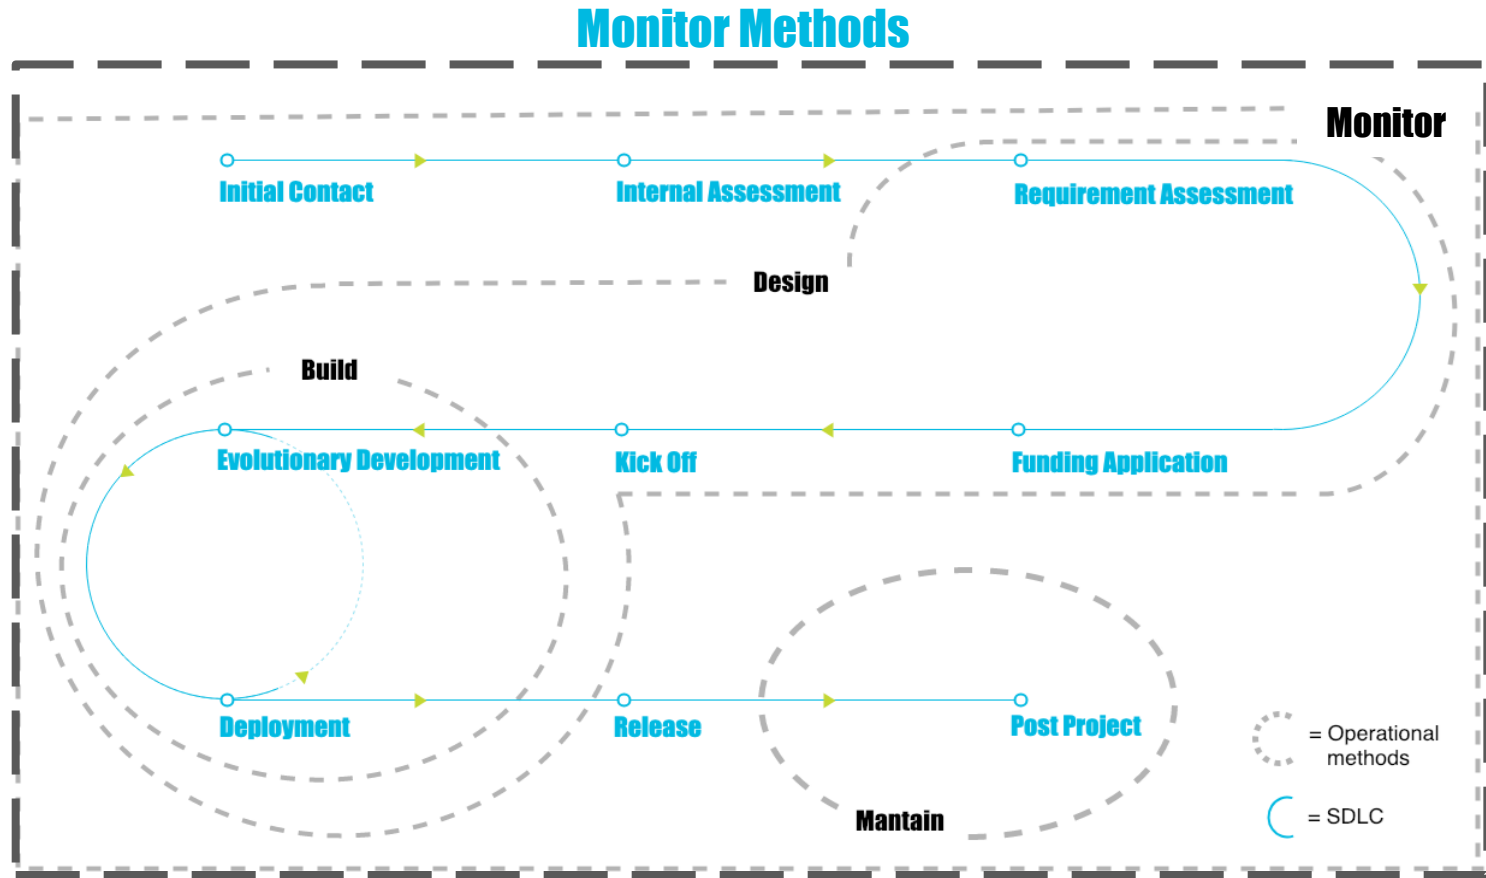 Monitor Methods
Monitor
Initial Contact
Internal Assessment
Requirement Assessment
Design
Build
Evolutionary Development
Kick Off
Funding Application
Deployment
Release
Post Project
Mantain
= Operational
methods
= SDLC